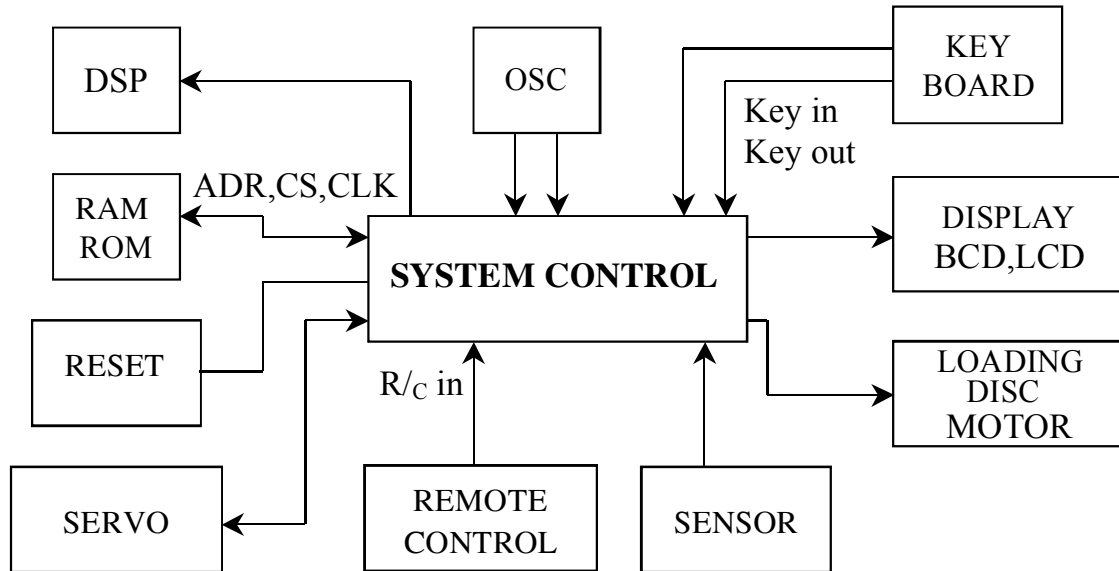 DSP
OSC
KEY
BOARD
Key in
Key out
ADR,CS,CLK
RAM
ROM
SYSTEM CONTROL
DISPLAY
BCD,LCD
RESET
R/C in
LOADING
DISC
MOTOR
SERVO
REMOTE
CONTROL
SENSOR